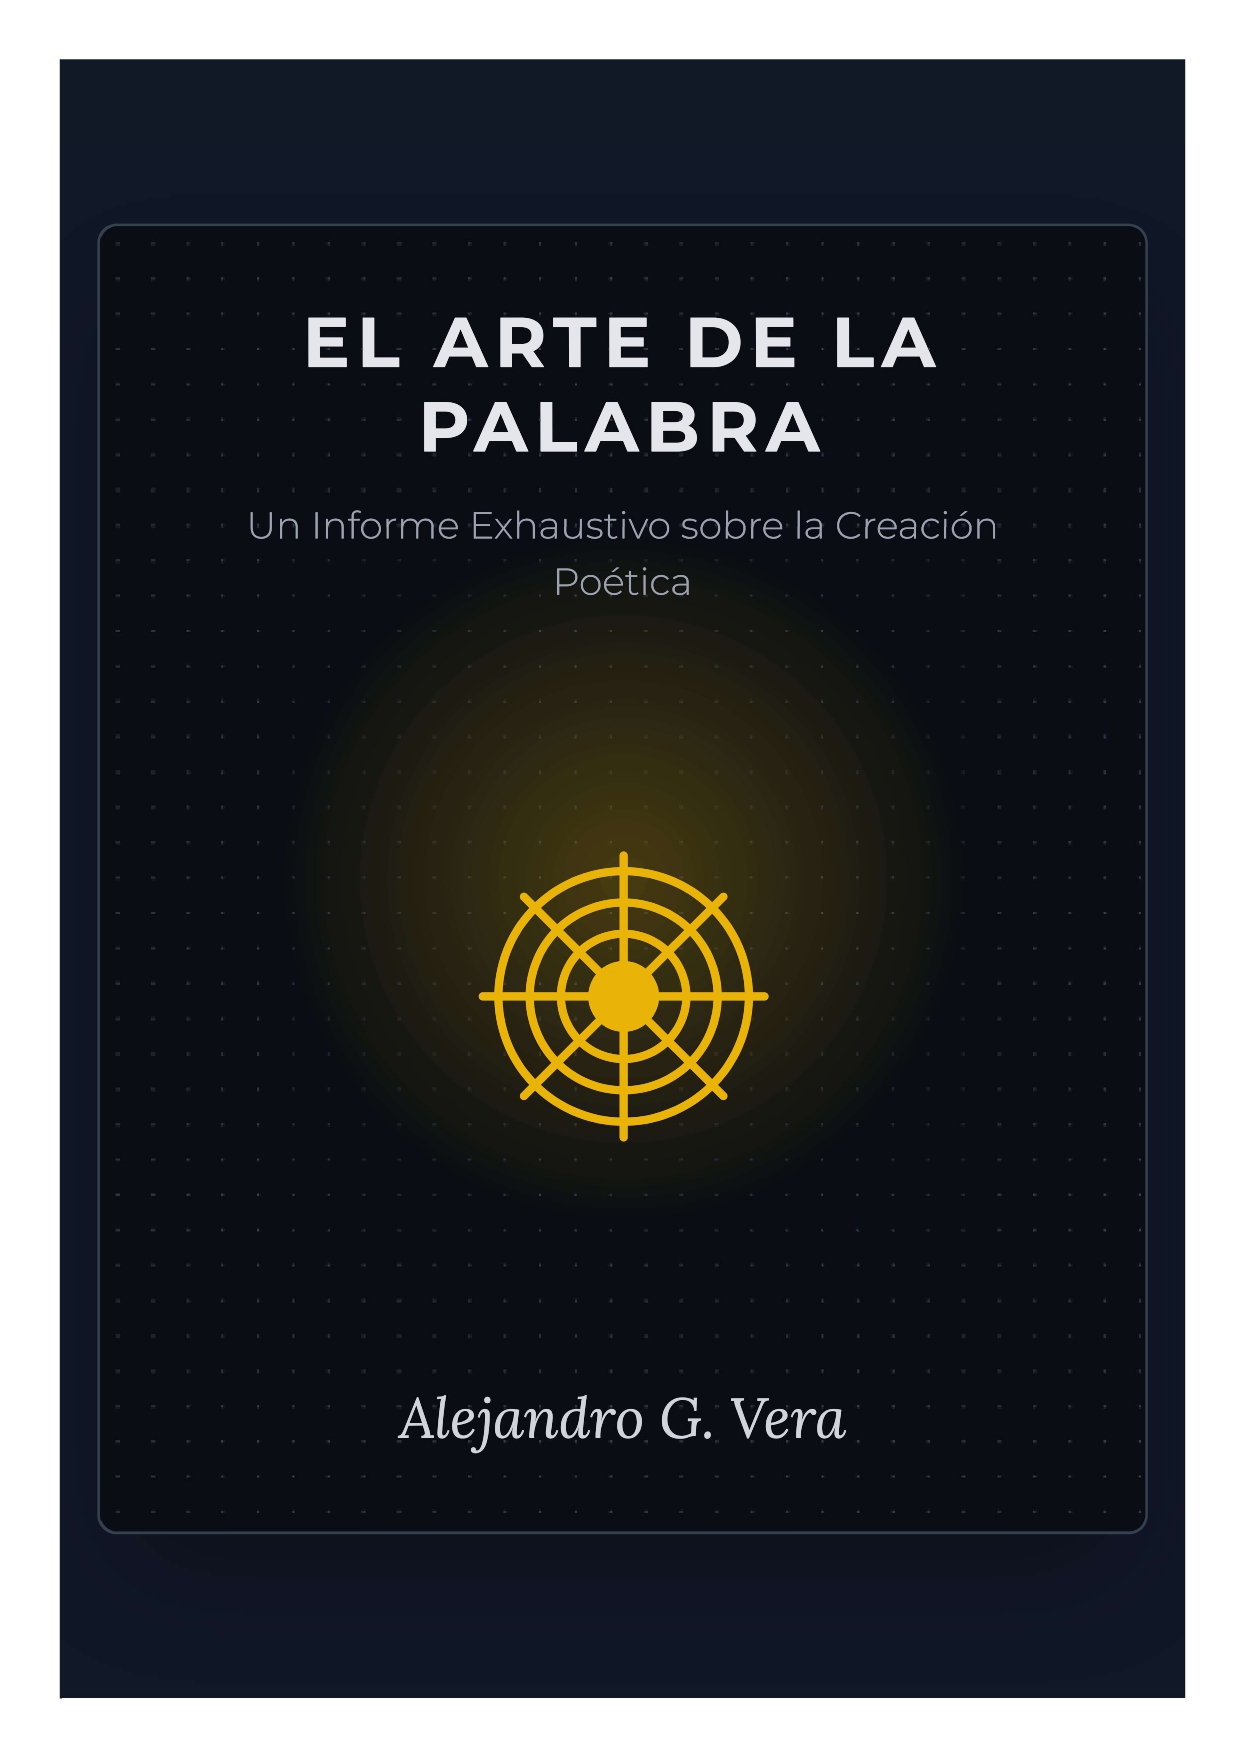 EL ARTE DE LA
PALABRA
Un Informe Exhaustivo sobre la Creación
Poética
Alejandro G. Vera